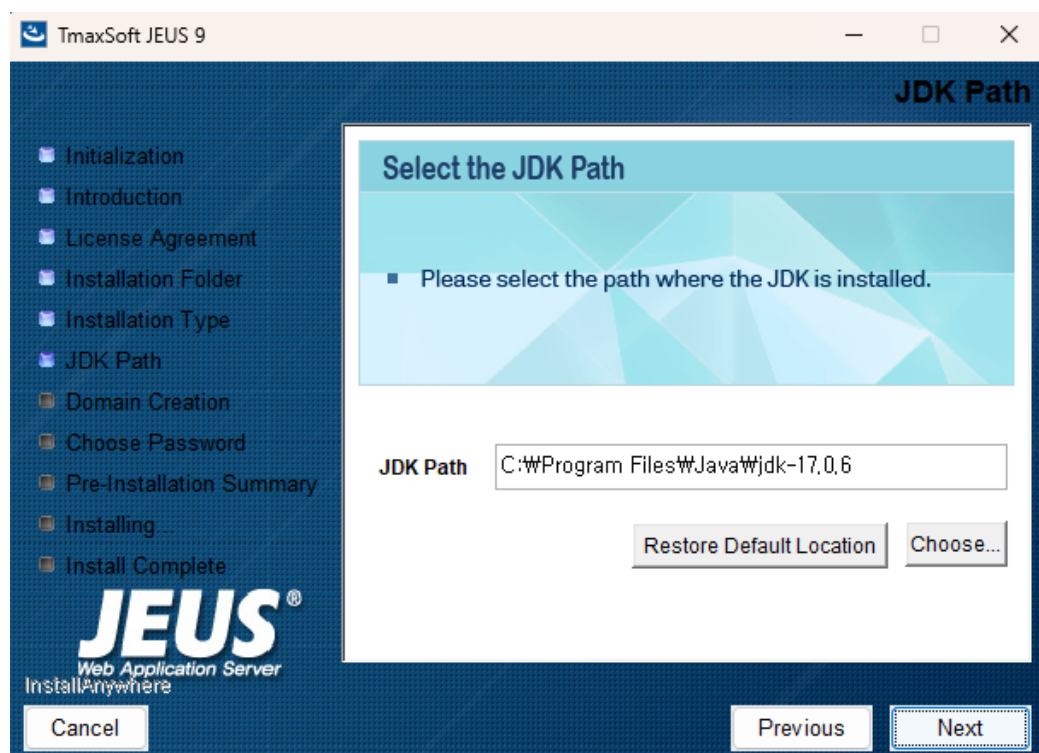 TmaxSoft JEUS 9
JDK Path
Initialization
Introduction
License Agreement
Installation Folder
Installation Type
JDK Path
Domain Creation
Choose Password
Pre-Installation Summary
Installing...
Install Complete
Select the JDK Path
Please select the path where the JDK is installed.
JDK Path
C:₩Program Files₩Java₩jdk-17.0.6
Restore Default Location
Choose...
JEUS®
Web Application Server
InstallAnywhere
Cancel
Previous
Next